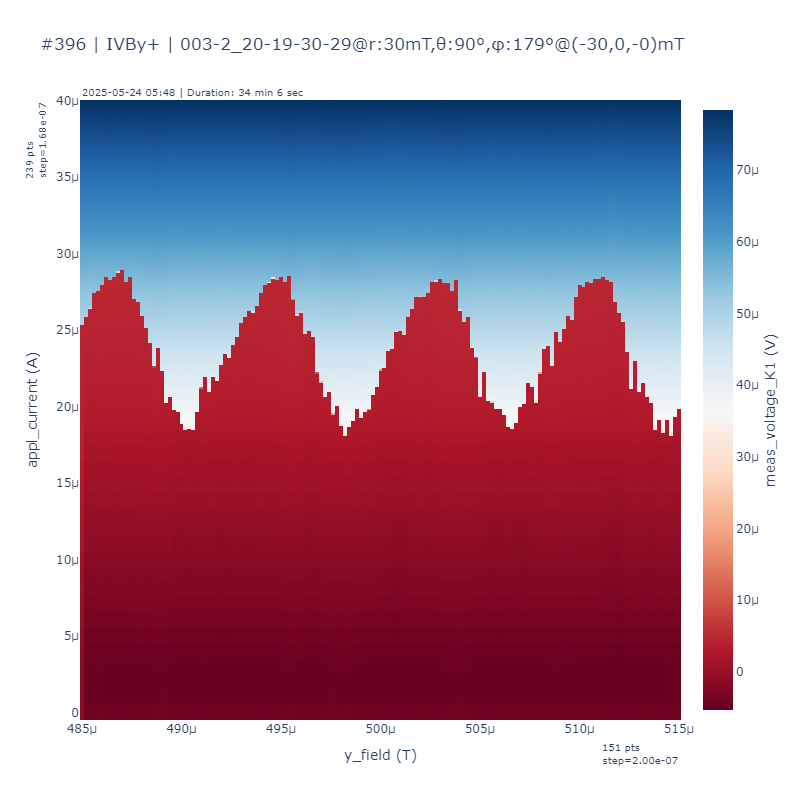 #396 | IVBy+ | 003-2_20-19-30-29@r:30mT,θ:90º,φ:179º@(-30,0,-0)mT
2025-05-24 05:48 | Duration: 34 min 6 sec
239 pts
step=1.68e-07
40μ
35μ
30μ
25μ
20μ
15μ
10μ
5μ
0
appl_current (A)
485μ
490μ
495μ
500μ
505μ
510μ
515μ
y_field (T)
151 pts
step=2.00e-07
70μ
60μ
50μ
40μ
30μ
20μ
10μ
0
meas_voltage_K1 (V)